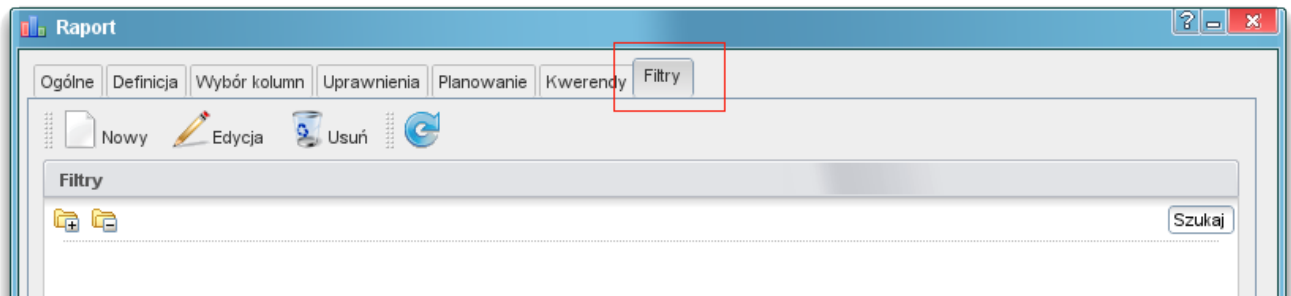 Raport
Ogólne Definicja Wybór kolumn Uprawnienia Planowanie Kwerendy Filtry
Nowy Edycja Usuń
Filtry
Szukaj